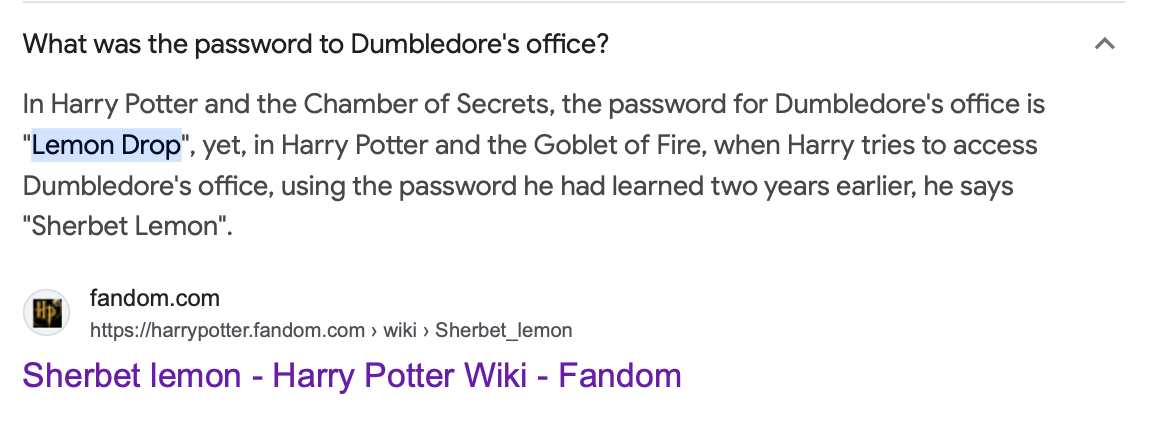 What was the password to Dumbledore's office?
In Harry Potter and the Chamber of Secrets, the password for Dumbledore's office is
"Lemon Drop", yet, in Harry Potter and the Goblet of Fire, when Harry tries to access
Dumbledore's office, using the password he had learned two years earlier, he says
"Sherbet Lemon".
HP
fandom.com
https://harrypotter.fandom.com › wiki › Sherbet_lemon
Sherbet lemon - Harry Potter Wiki - Fandom